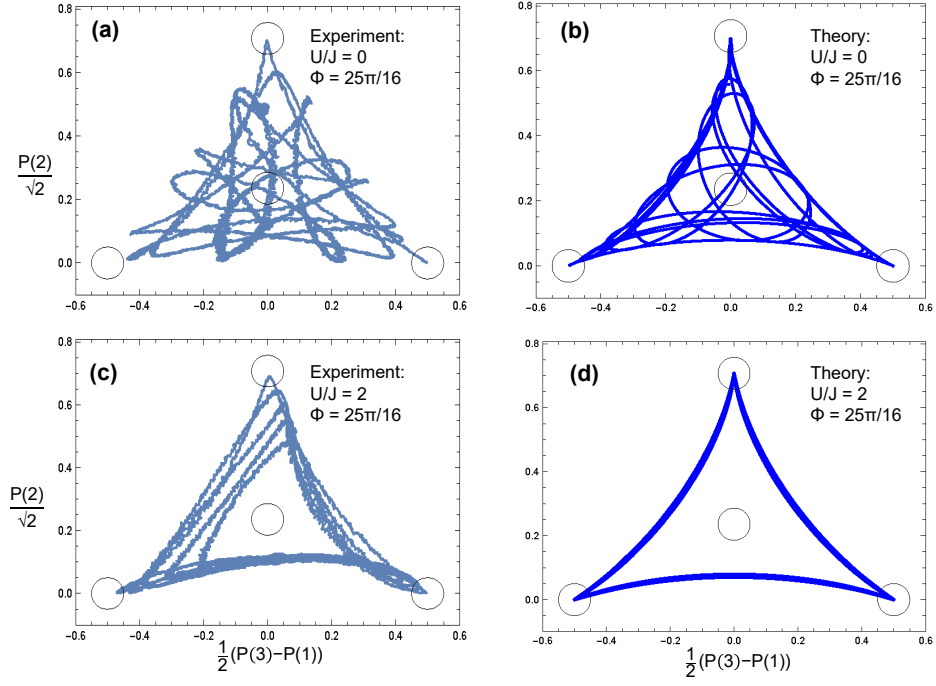 (a)
Experiment:
U/J = 0
Φ = 25π/16
P(2)
√2
0.8
0.6
0.4
0.2
0.0
−0.6 −0.4 −0.2 0.0 0.2 0.4 0.6
(b)
Theory:
U/J = 0
Φ = 25π/16
0.8
0.6
0.4
0.2
0.0
−0.6 −0.4 −0.2 0.0 0.2 0.4 0.6
(c)
Experiment:
U/J = 2
Φ = 25π/16
P(2)
√2
0.8
0.6
0.4
0.2
0.0
−0.6 −0.4 −0.2 0.0 0.2 0.4 0.6
1/2(P(3)−P(1))
(d)
Theory:
U/J = 2
Φ = 25π/16
0.8
0.6
0.4
0.2
0.0
−0.6 −0.4 −0.2 0.0 0.2 0.4 0.6
1/2(P(3)−P(1))